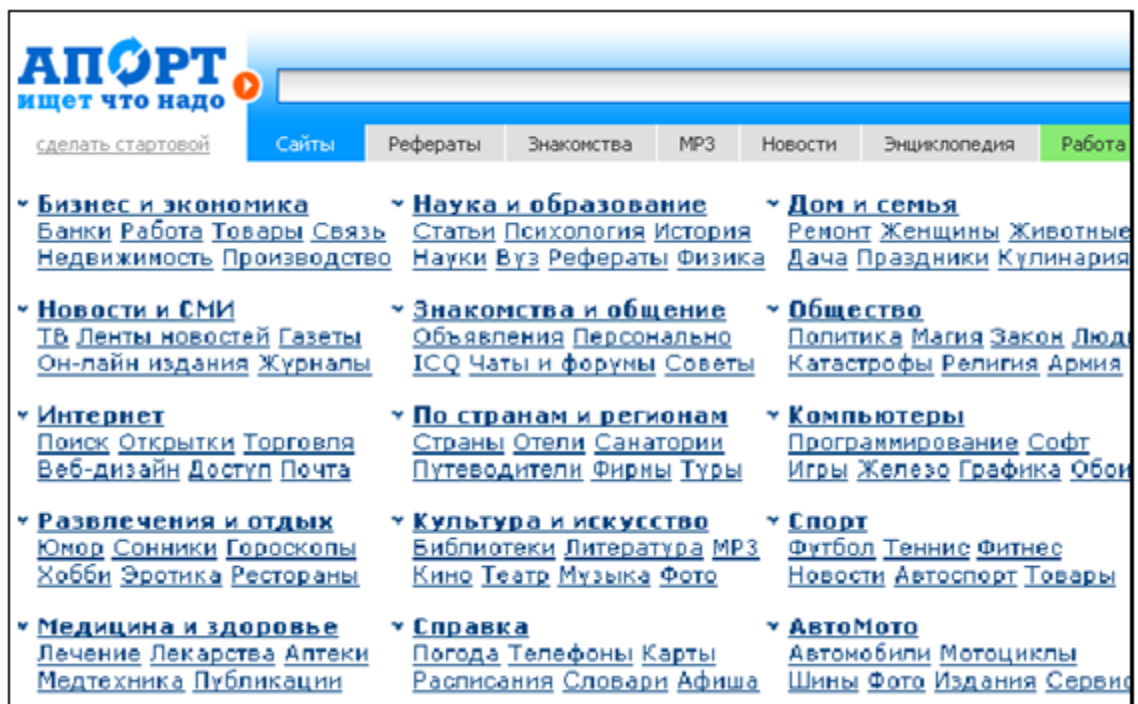 АПОРТ
ищет что надо
сделать стартовой
Сайты Рефераты Знакомства MP3 Новости Энциклопедия Работа
Бизнес и экономика
Банки Работа Товары Связь
Недвижимость Производство
Наука и образование
Статьи Психология История
Науки Вуз Рефераты Физика
Дом и семья
Ремонт Женщины Животные
Дача Праздники Кулинария
Новости и СМИ
ТВ Ленты новостей Газеты
Он-лайн издания Журналы
Знакомства и общение
Объявления Персонально
ICQ Чаты и форумы Советы
Общество
Политика Магия Закон
Катастрофы Религия Армия
Интернет
Поиск Открытки Торговля
Веб-дизайн Доступ Почта
По странам и регионам
Страны Отели Санатории
Путеводители Фирмы Туры
Компьютеры
Программирование Софт
Игры Железо Графика Обои
Развлечения и отдых
Юмор Сонники Гороскопы
Хобби Эротика Рестораны
Культура и искусство
Библиотеки Литература MP3
Кино Театр Музыка Фото
Спорт
Футбол Теннис Фитнес
Новости Автоспорт Товары
Медицина и здоровье
Лечение Лекарства Аптеки
Медтехника Публикации
Справка
Погода Телефоны Карты
Расписания Словари Афиша
АвтоМото
Автомобили Мотоциклы
Шины Фото Издания Сервис